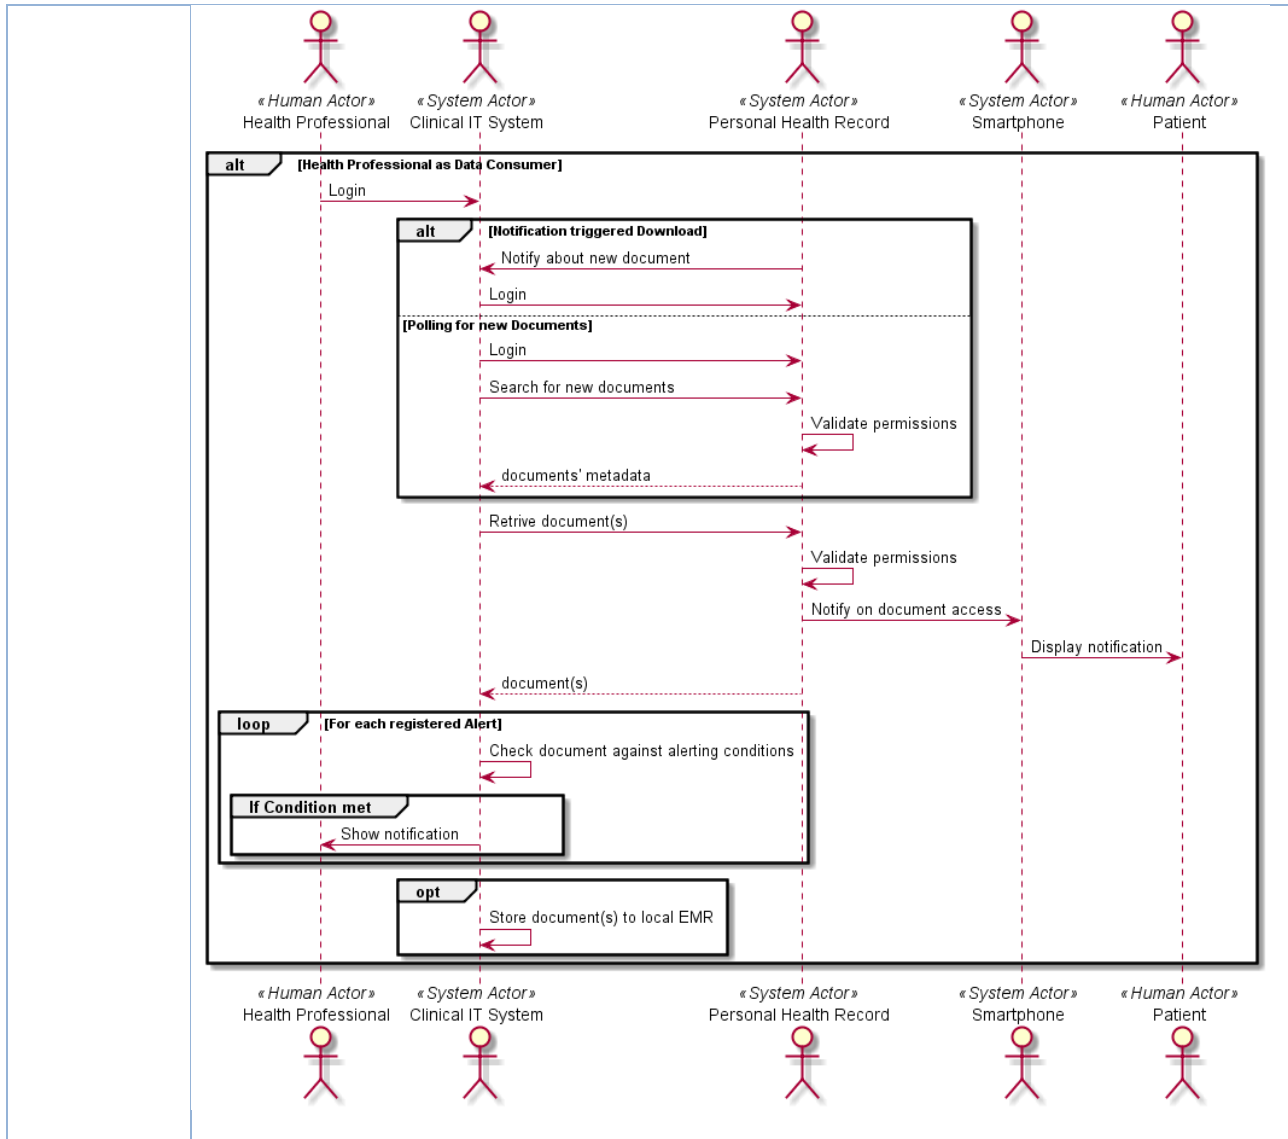 «Human Actor» «System Actor» «System Actor» «System Actor» «Human Actor»
Health Professional Clinical IT System Personal Health Record Smartphone Patient
alt [Health Professional as Data Consumer]
Login
alt [Notification triggered Download]
Notify about new document
Login
[Polling for new Documents]
Login
Search for new documents
Validate permissions
documents' metadata
Retrive document(s)
Validate permissions
Notify on document access
Display notification
document(s)
loop [For each registered Alert]
Check document against alerting conditions
If Condition met
Show notification
opt
Store document(s) to local EMR
«Human Actor» «System Actor» «System Actor» «System Actor» «Human Actor»
Health Professional Clinical IT System Personal Health Record Smartphone Patient